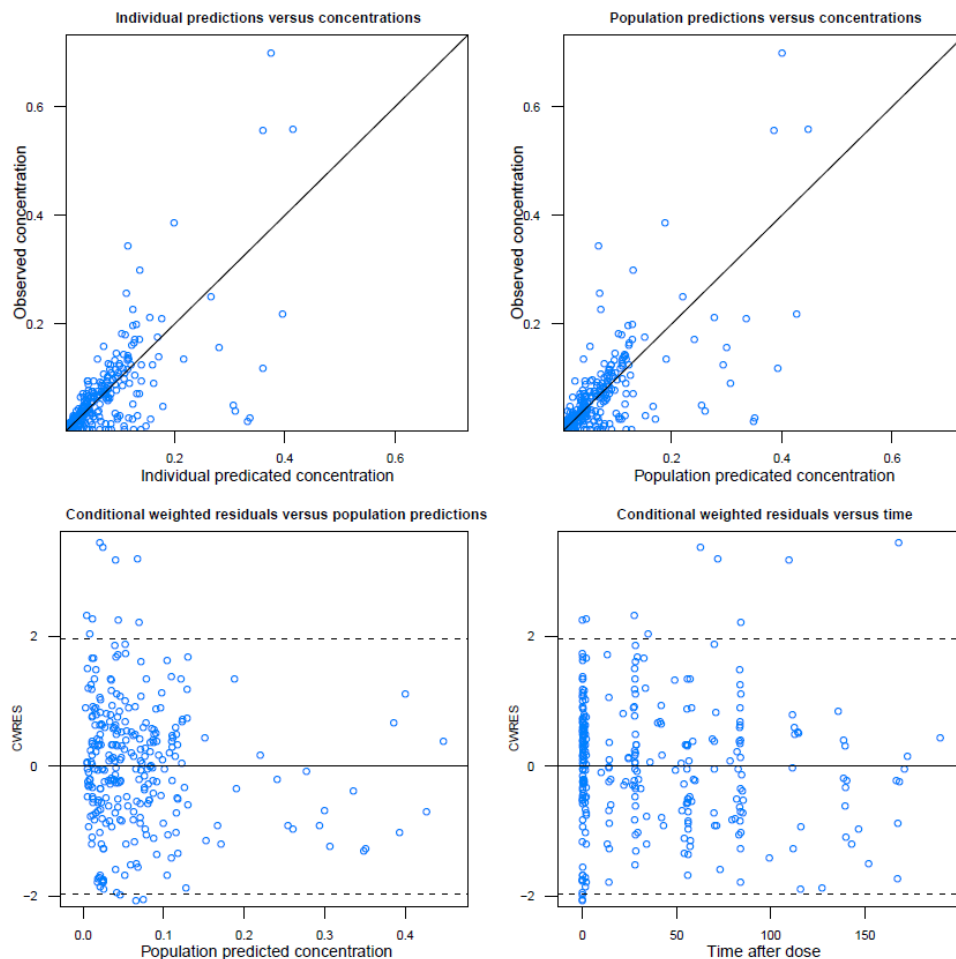 Individual predictions versus concentrations
Observed concentration
0.6
0.4
0.2
0.2
0.4
0.6
Individual predicated concentration
Population predictions versus concentrations
Observed concentration
0.6
0.4
0.2
0.2
0.4
0.6
Population predicated concentration
Conditional weighted residuals versus population predictions
CWRES
2
0
−2
0.0
0.1
0.2
0.3
0.4
Population predicted concentration
Conditional weighted residuals versus time
CWRES
2
0
−2
0
50
100
150
Time after dose